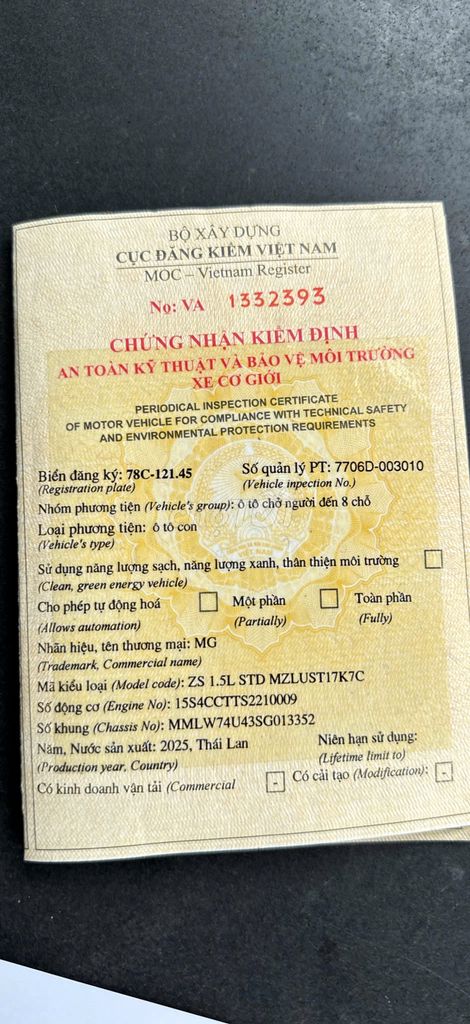 BỘ XÂY DỰNG
CỤC ĐĂNG KIỂM VIỆT NAM
MOC – Vietnam Register
No: VA 1332393
CHỨNG NHẬN KIỂM ĐỊNH
AN TOÀN KỸ THUẬT VÀ BẢO VỆ MÔI TRƯỜNG
XE CƠ GIỚI
PERIODICAL INSPECTION CERTIFICATE
OF MOTOR VEHICLE FOR COMPLIANCE WITH TECHNICAL SAFETY
AND ENVIRONMENTAL PROTECTION REQUIREMENTS
Biển đăng ký: 78C-121.45 Số quản lý PT: 7706D-003010
(Registration plate) (Vehicle inpection No.)
Nhóm phương tiện (Vehicle's group): ô tô chở người đến 8 chỗ
Loại phương tiện: ô tô con
(Vehicle's type)
Sử dụng năng lượng sạch, năng lượng xanh, thân thiện môi trường
(Clean, green energy vehicle)
Cho phép tự động hoá Một phần Toàn phần
(Allows automation) (Partially) (Fully)
Nhãn hiệu, tên thương mại: MG
(Trademark, Commercial name)
Mã kiểu loại (Model code): ZS 1.5L STD MZLUST17K7C
Số động cơ (Engine No): 15S4CCTTS2210009
Số khung (Chassis No): MMLW74U43SG013352
Năm, Nước sản xuất: 2025, Thái Lan Niên hạn sử dụng:
(Production year, Country) (Lifetime limit to)
Có kinh doanh vận tải (Commercial - Có cải tạo (Modification): -